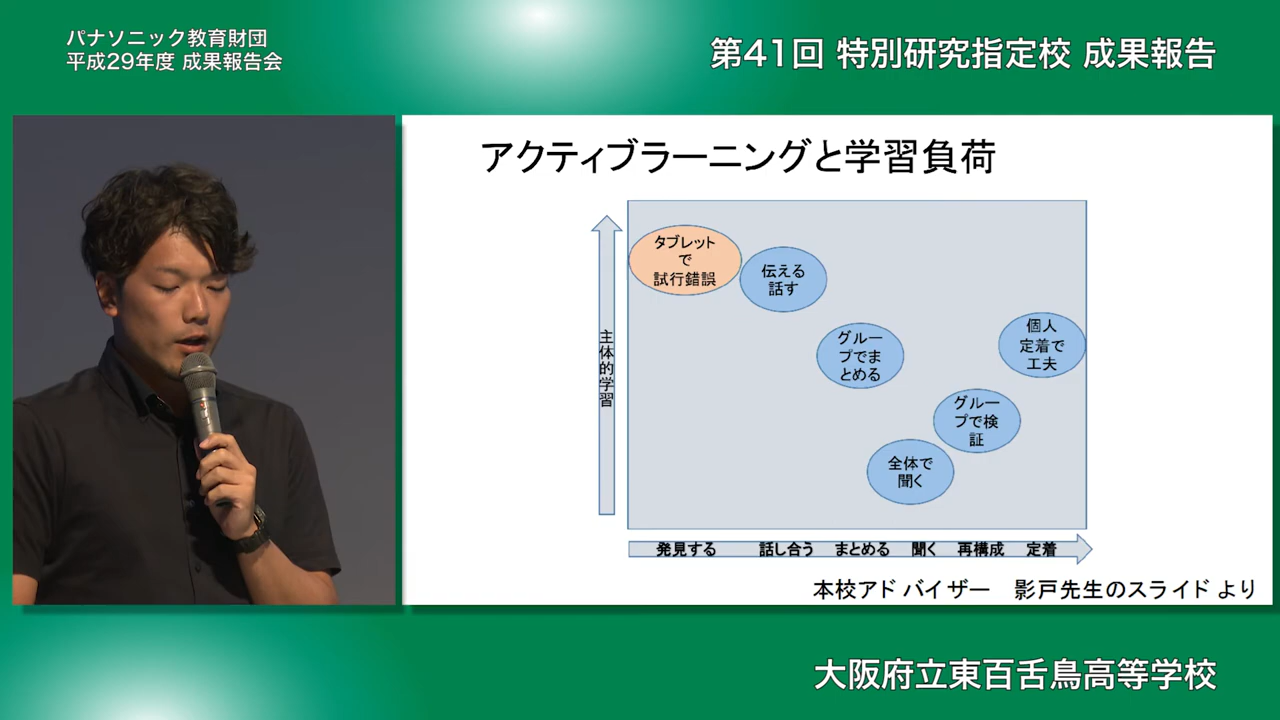 パナソニック教育財団
平成29年度 成果報告会
第41回 特別研究指定校 成果報告
アクティブラーニングと学習負荷
主体的学習
タブレット
で
試行錯誤
伝える
話す
グルー
プでま
とめる
個人
定着で
工夫
グルー
プで検
証
全体で
聞く
発見する 話し合う まとめる 聞く 再構成 定着
本校アドバイザー 影戸先生のスライドより
大阪府立東百舌鳥高等学校